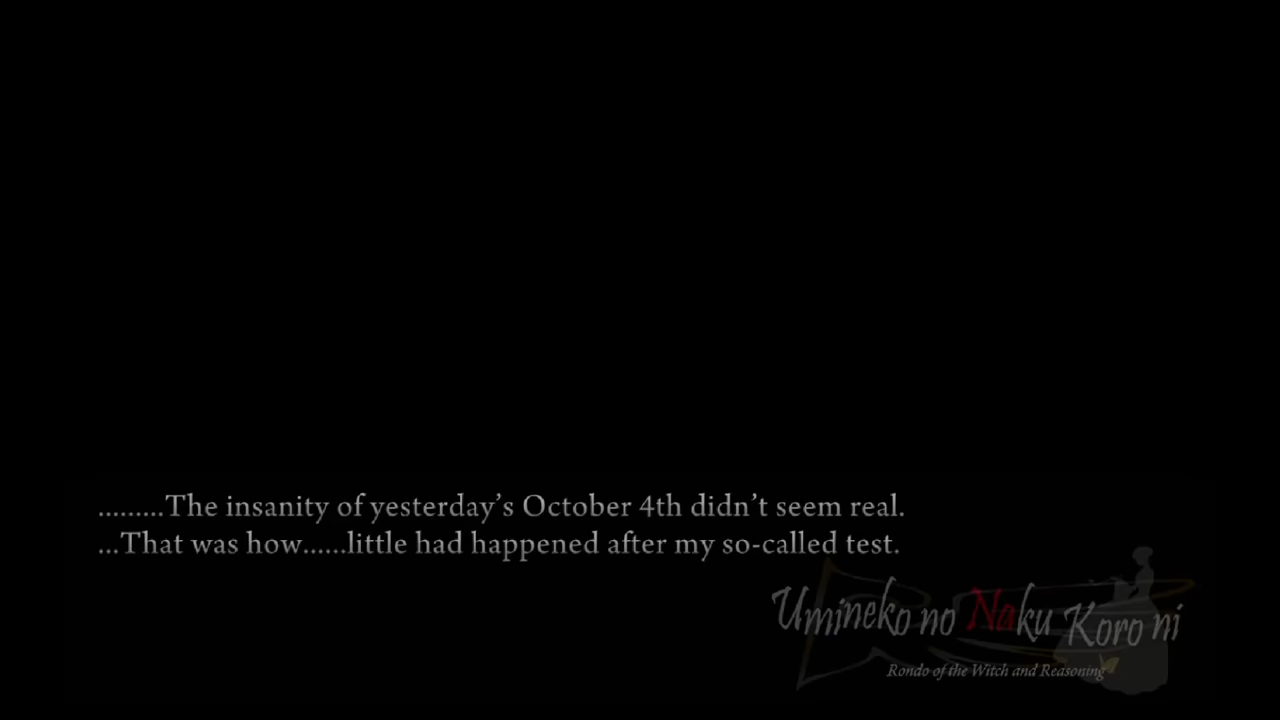 .........The insanity of yesterday's October 4th didn't seem real.
...That was how......little had happened after my so-called test.
Umineko no Naku Koro ni
Rondo of the Witch and Reasoning